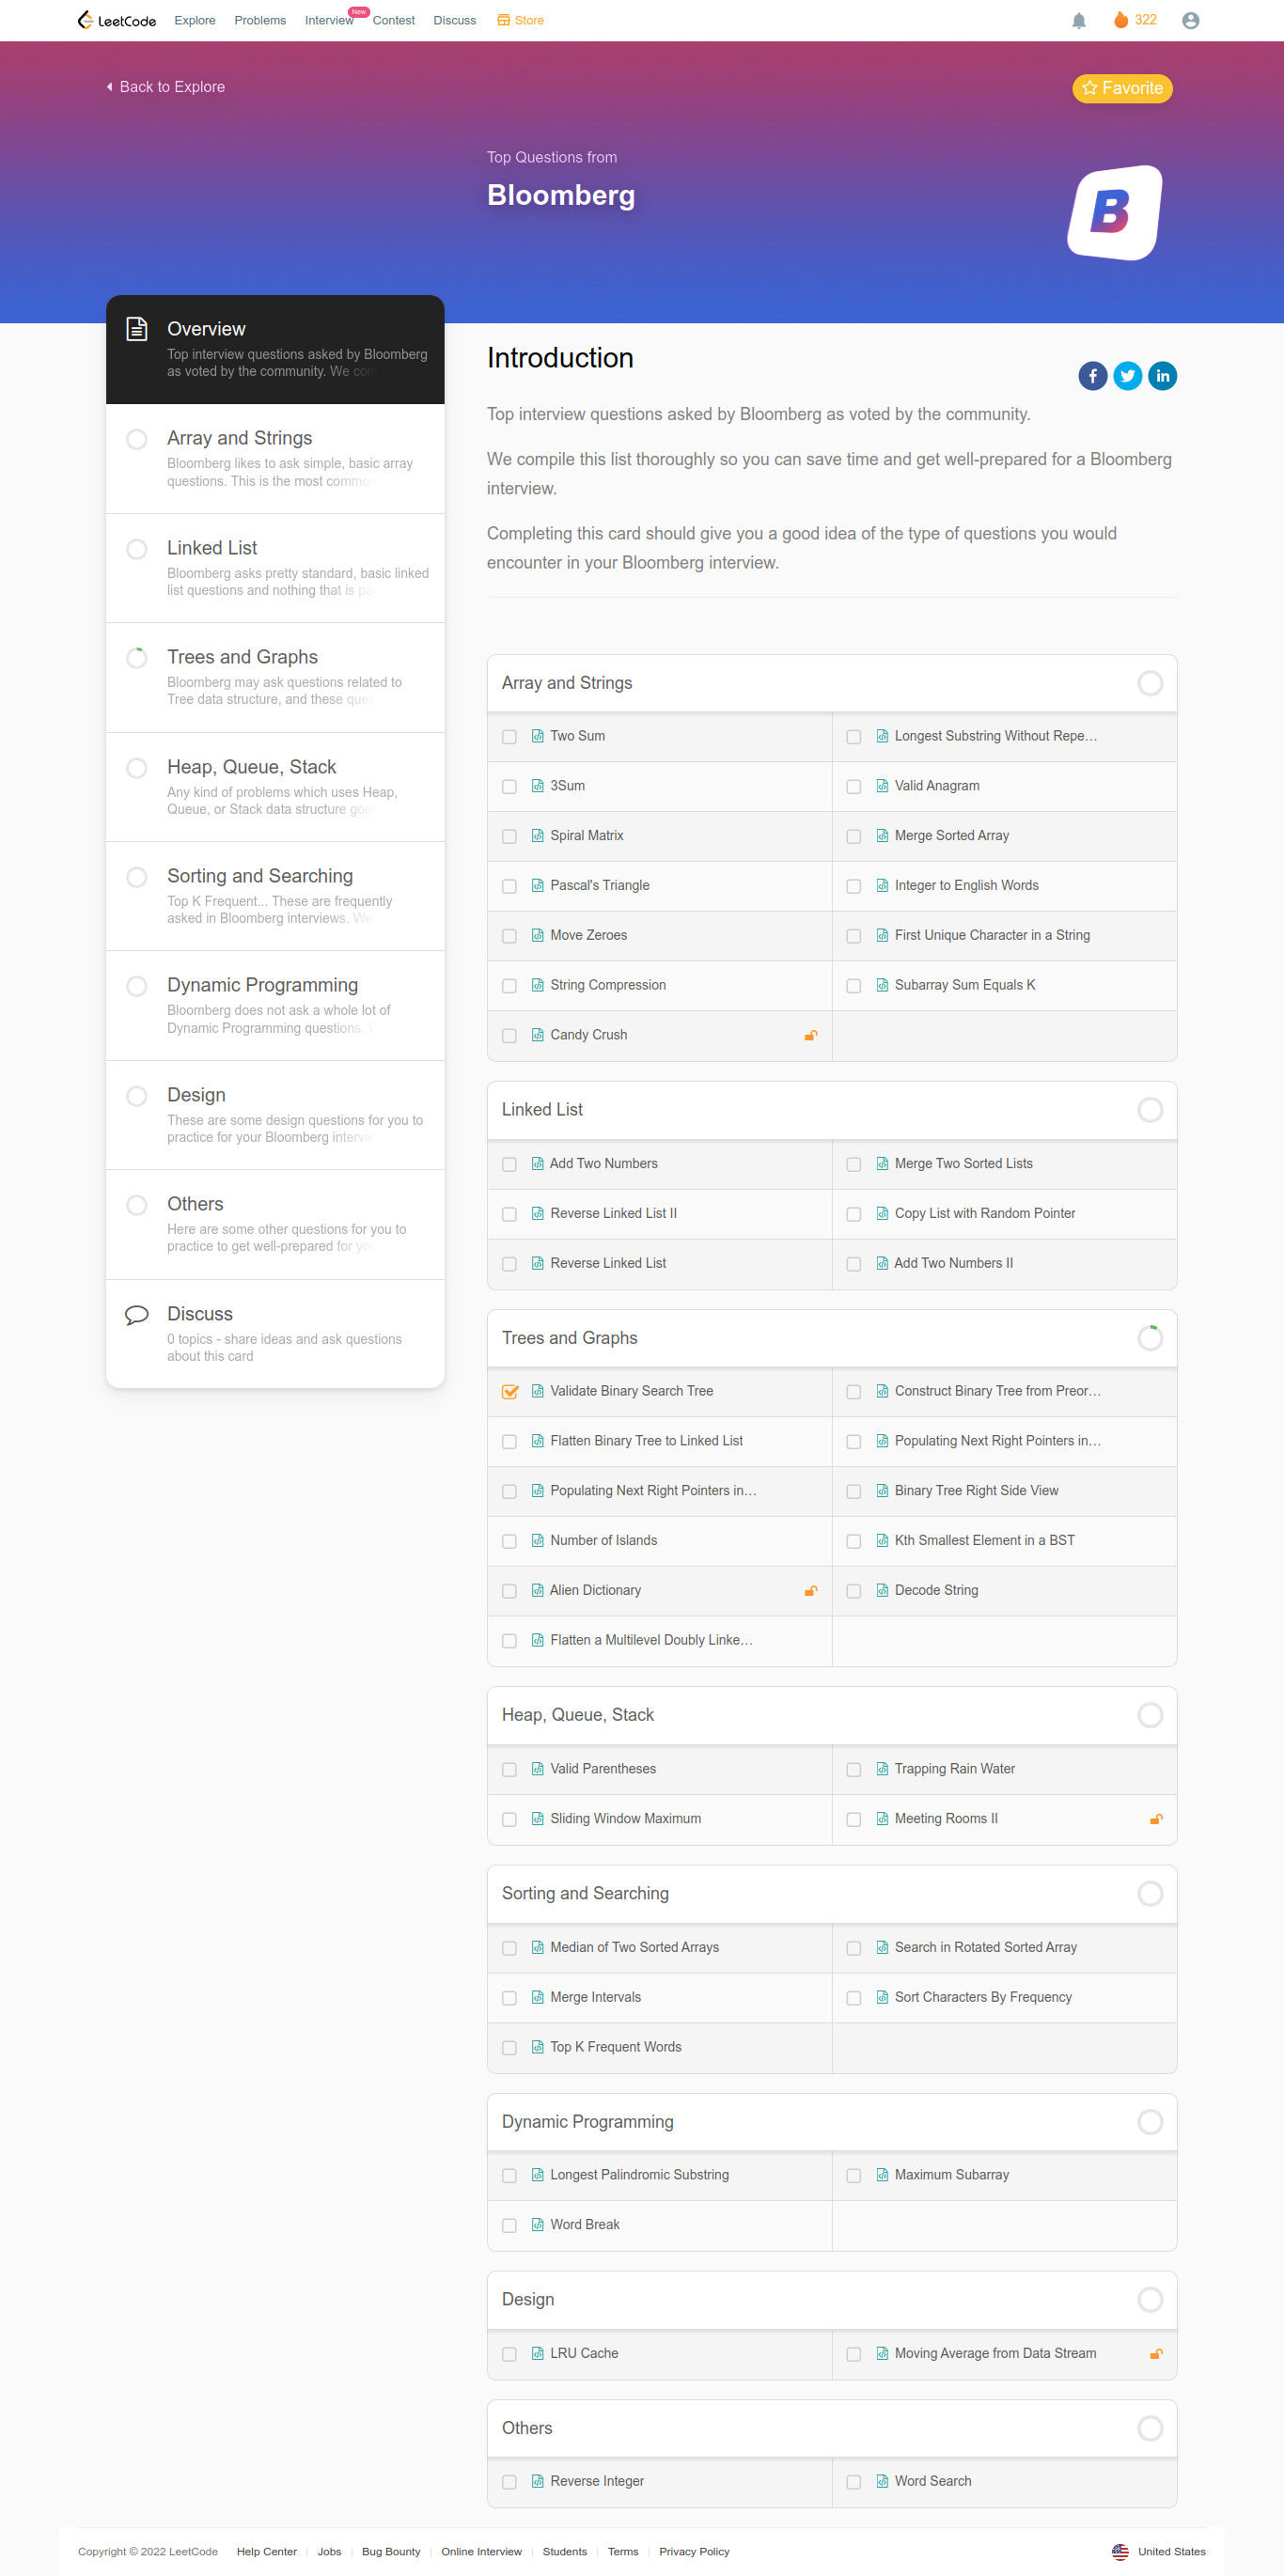 LeetCode Explore Problems Interview New Contest Discuss Store 322
Back to Explore
Favorite
Top Questions from
Bloomberg
B
Overview
Top interview questions asked by Bloomberg
as voted by the community. We com
Array and Strings
Bloomberg likes to ask simple, basic array
questions. This is the most common
Linked List
Bloomberg asks pretty standard, basic linked
list questions and nothing that is pa
Trees and Graphs
Bloomberg may ask questions related to
Tree data structure, and these ques
Heap, Queue, Stack
Any kind of problems which uses Heap,
Queue, or Stack data structure goes
Sorting and Searching
Top K Frequent... These are frequently
asked in Bloomberg interviews. We
Dynamic Programming
Bloomberg does not ask a whole lot of
Dynamic Programming questions.
Design
These are some design questions for you to
practice for your Bloomberg intervie
Others
Here are some other questions for you to
practice to get well-prepared for yo
Discuss
0 topics - share ideas and ask questions
about this card
Introduction
Top interview questions asked by Bloomberg as voted by the community.
We compile this list thoroughly so you can save time and get well-prepared for a Bloomberg
interview.
Completing this card should give you a good idea of the type of questions you would
encounter in your Bloomberg interview.
Array and Strings
Two Sum
Longest Substring Without Repe...
3Sum
Valid Anagram
Spiral Matrix
Merge Sorted Array
Pascal's Triangle
Integer to English Words
Move Zeroes
First Unique Character in a String
String Compression
Subarray Sum Equals K
Candy Crush
Linked List
Add Two Numbers
Merge Two Sorted Lists
Reverse Linked List II
Copy List with Random Pointer
Reverse Linked List
Add Two Numbers II
Trees and Graphs
Validate Binary Search Tree
Construct Binary Tree from Preor...
Flatten Binary Tree to Linked List
Populating Next Right Pointers in...
Populating Next Right Pointers in...
Binary Tree Right Side View
Number of Islands
Kth Smallest Element in a BST
Alien Dictionary
Decode String
Flatten a Multilevel Doubly Linke...
Heap, Queue, Stack
Valid Parentheses
Trapping Rain Water
Sliding Window Maximum
Meeting Rooms II
Sorting and Searching
Median of Two Sorted Arrays
Search in Rotated Sorted Array
Merge Intervals
Sort Characters By Frequency
Top K Frequent Words
Dynamic Programming
Longest Palindromic Substring
Maximum Subarray
Word Break
Design
LRU Cache
Moving Average from Data Stream
Others
Reverse Integer
Word Search
Copyright © 2022 LeetCode Help Center | Jobs | Bug Bounty | Online Interview | Students | Terms | Privacy Policy United States